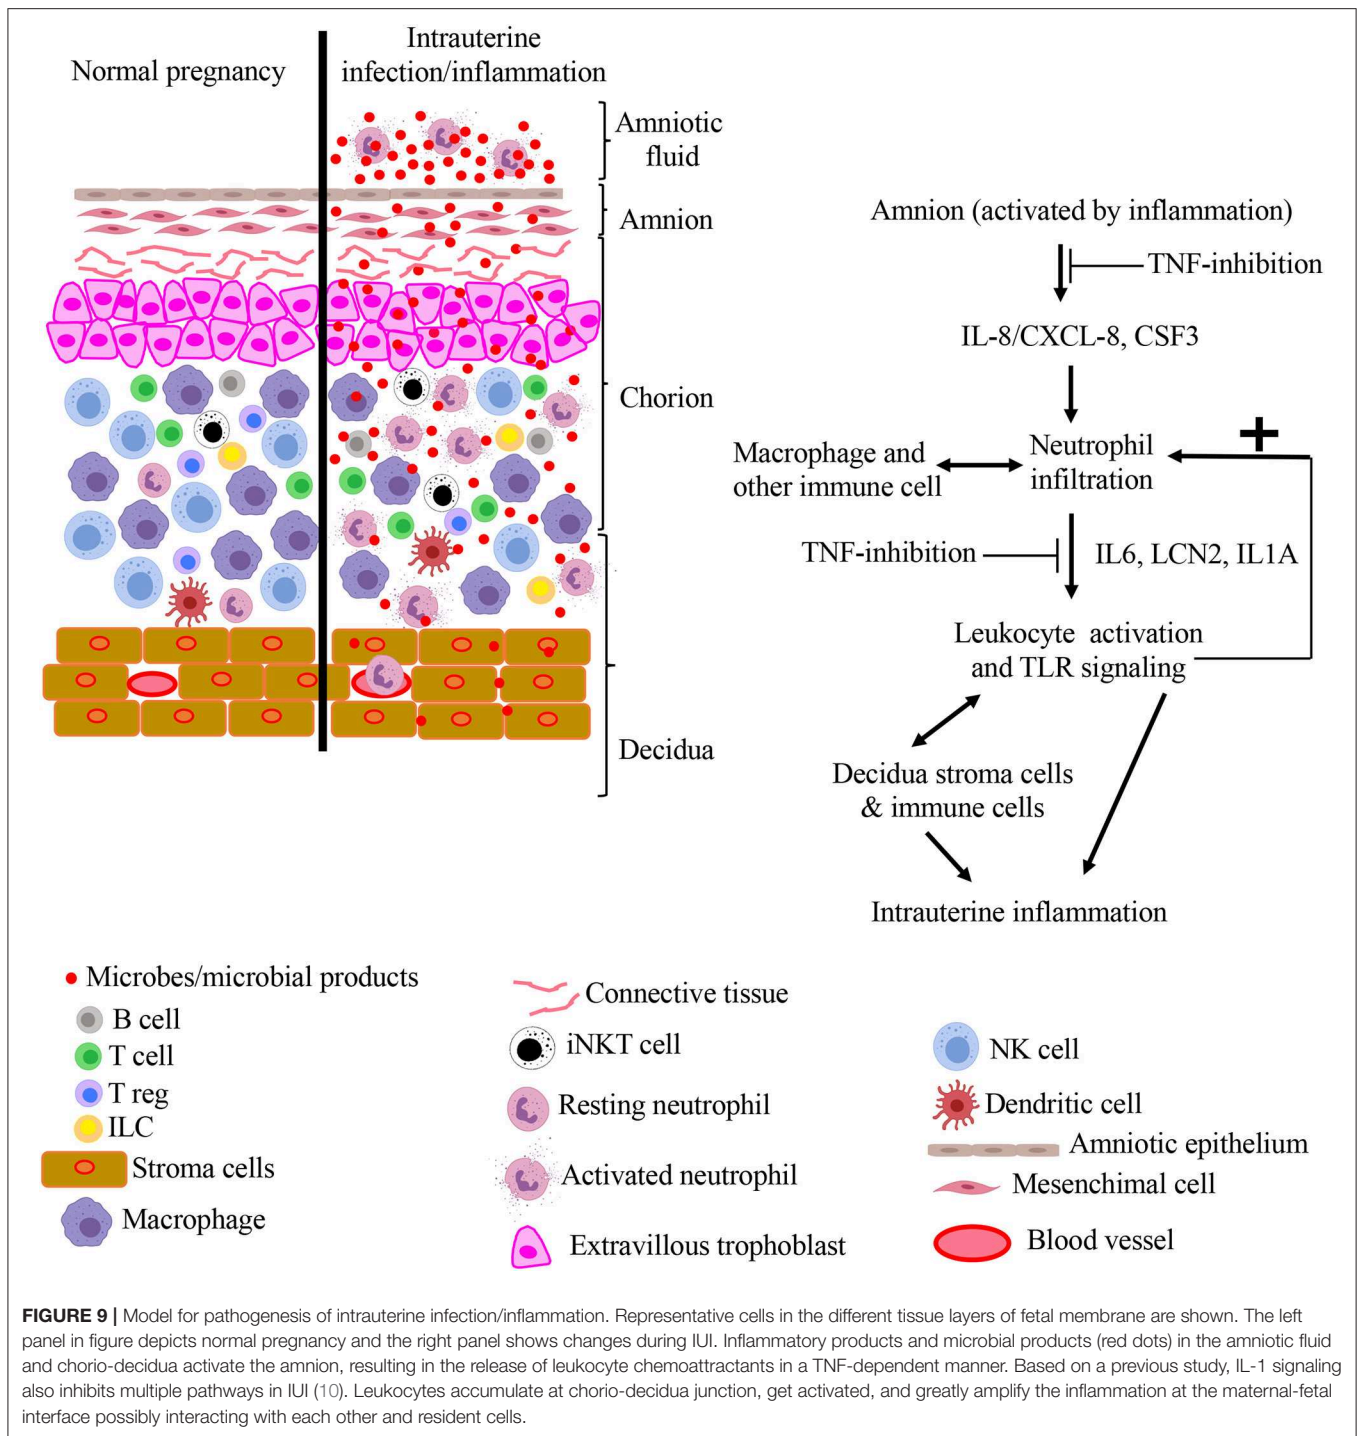 Normal pregnancy
Intrauterine
infection/inflammation
Amniotic
fluid
Amnion
Chorion
Decidua
Amnion (activated by inflammation)
TNF-inhibition
IL-8/CXCL-8, CSF3
Macrophage and
other immune cell
Neutrophil
infiltration
+
TNF-inhibition
IL6, LCN2, IL1A
Leukocyte activation
and TLR signaling
Decidua stroma cells
& immune cells
Intrauterine inflammation
Microbes/microbial products
B cell
T cell
T reg
ILC
Stroma cells
Macrophage
Connective tissue
iNKT cell
Resting neutrophil
Activated neutrophil
Extravillous trophoblast
NK cell
Dendritic cell
Amniotic epithelium
Mesenchimal cell
Blood vessel
FIGURE 9 | Model for pathogenesis of intrauterine infection/inflammation. Representative cells in the different tissue layers of fetal membrane are shown. The left
panel in figure depicts normal pregnancy and the right panel shows changes during IUI. Inflammatory products and microbial products (red dots) in the amniotic fluid
and chorio-decidua activate the amnion, resulting in the release of leukocyte chemoattractants in a TNF-dependent manner. Based on a previous study, IL-1 signaling
also inhibits multiple pathways in IUI (10). Leukocytes accumulate at chorio-decidua junction, get activated, and greatly amplify the inflammation at the maternal-fetal
interface possibly interacting with each other and resident cells.